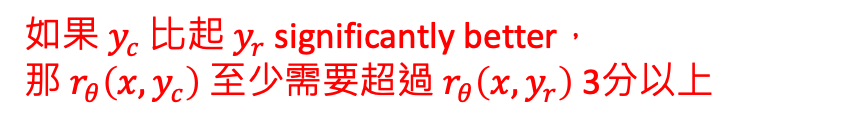 如果 y_c 比起 y_r significantly better，
那 r_θ(x, y_c) 至少需要超過 r_θ(x, y_r) 3分以上